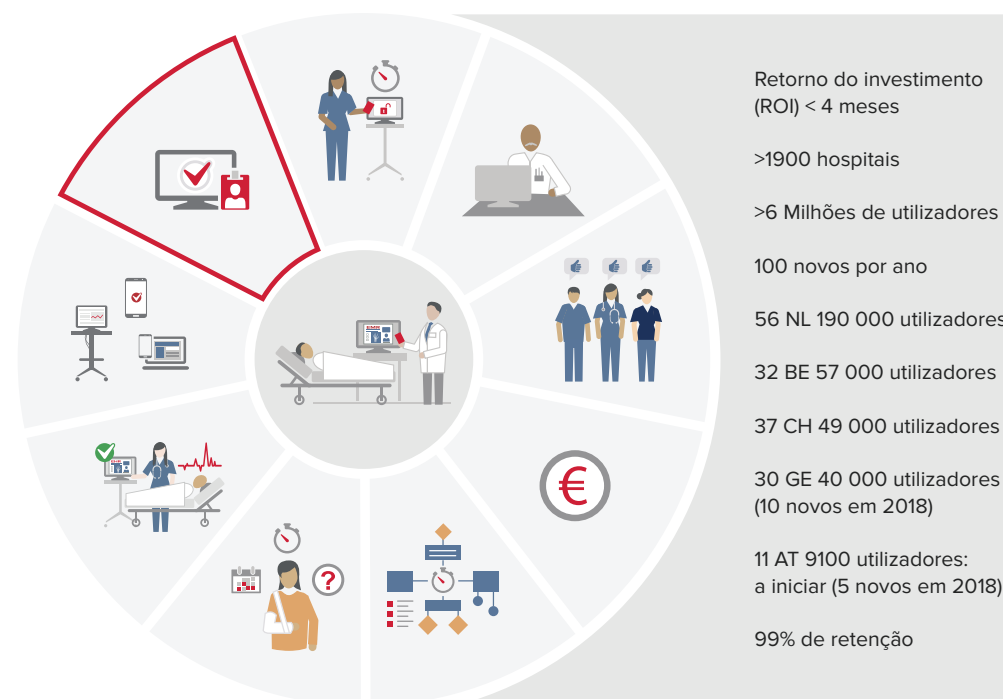 Retorno do investimento
(ROI) < 4 meses
>1900 hospitais
>6 Milhões de utilizadores
100 novos por ano
56 NL 190 000 utilizadores
32 BE 57 000 utilizadores
37 CH 49 000 utilizadores
30 GE 40 000 utilizadores
(10 novos em 2018)
11 AT 9100 utilizadores:
a iniciar (5 novos em 2018)
99% de retenção
EMR
€
?